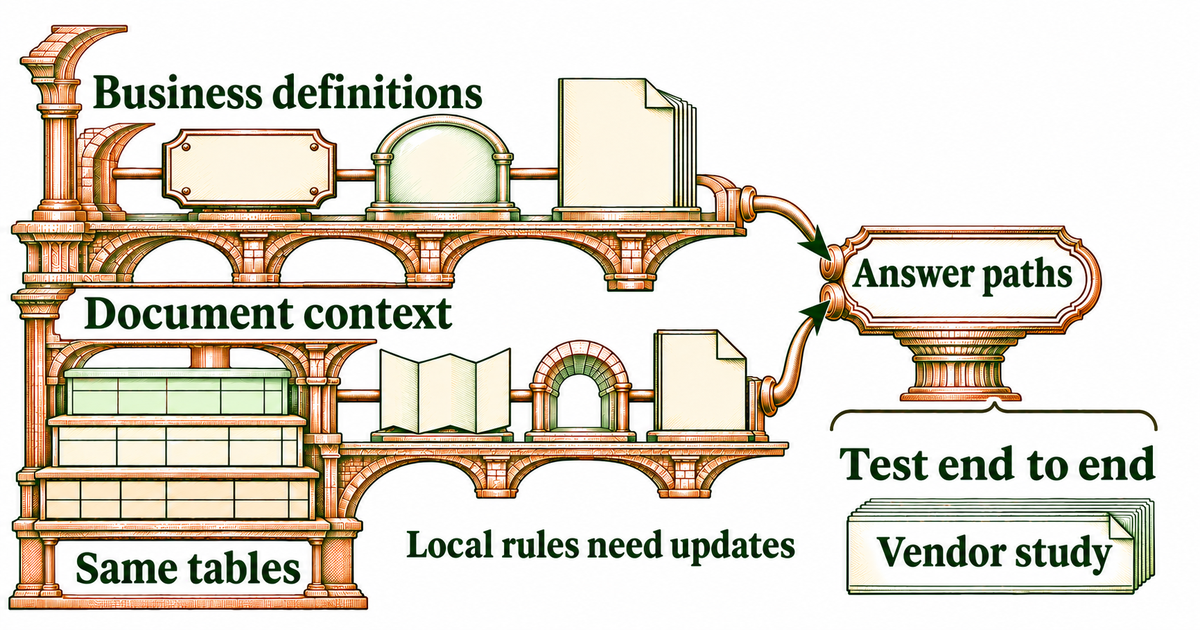 Business definitions
Document context
Answer paths
Same tables
Local rules need updates
Test end to end
Vendor study